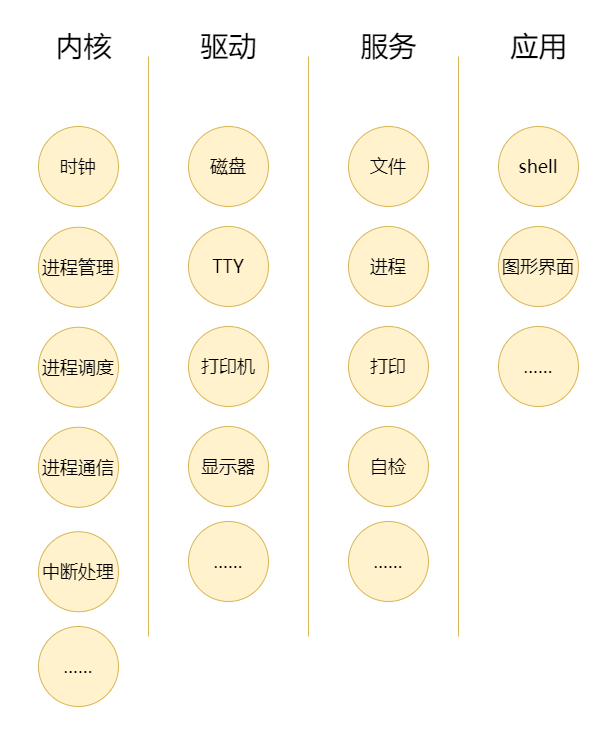 内核
驱动
服务
应用
时钟
磁盘
文件
shell
进程管理
TTY
进程
图形界面
进程调度
打印机
打印
......
进程通信
显示器
自检
中断处理
......
......
......